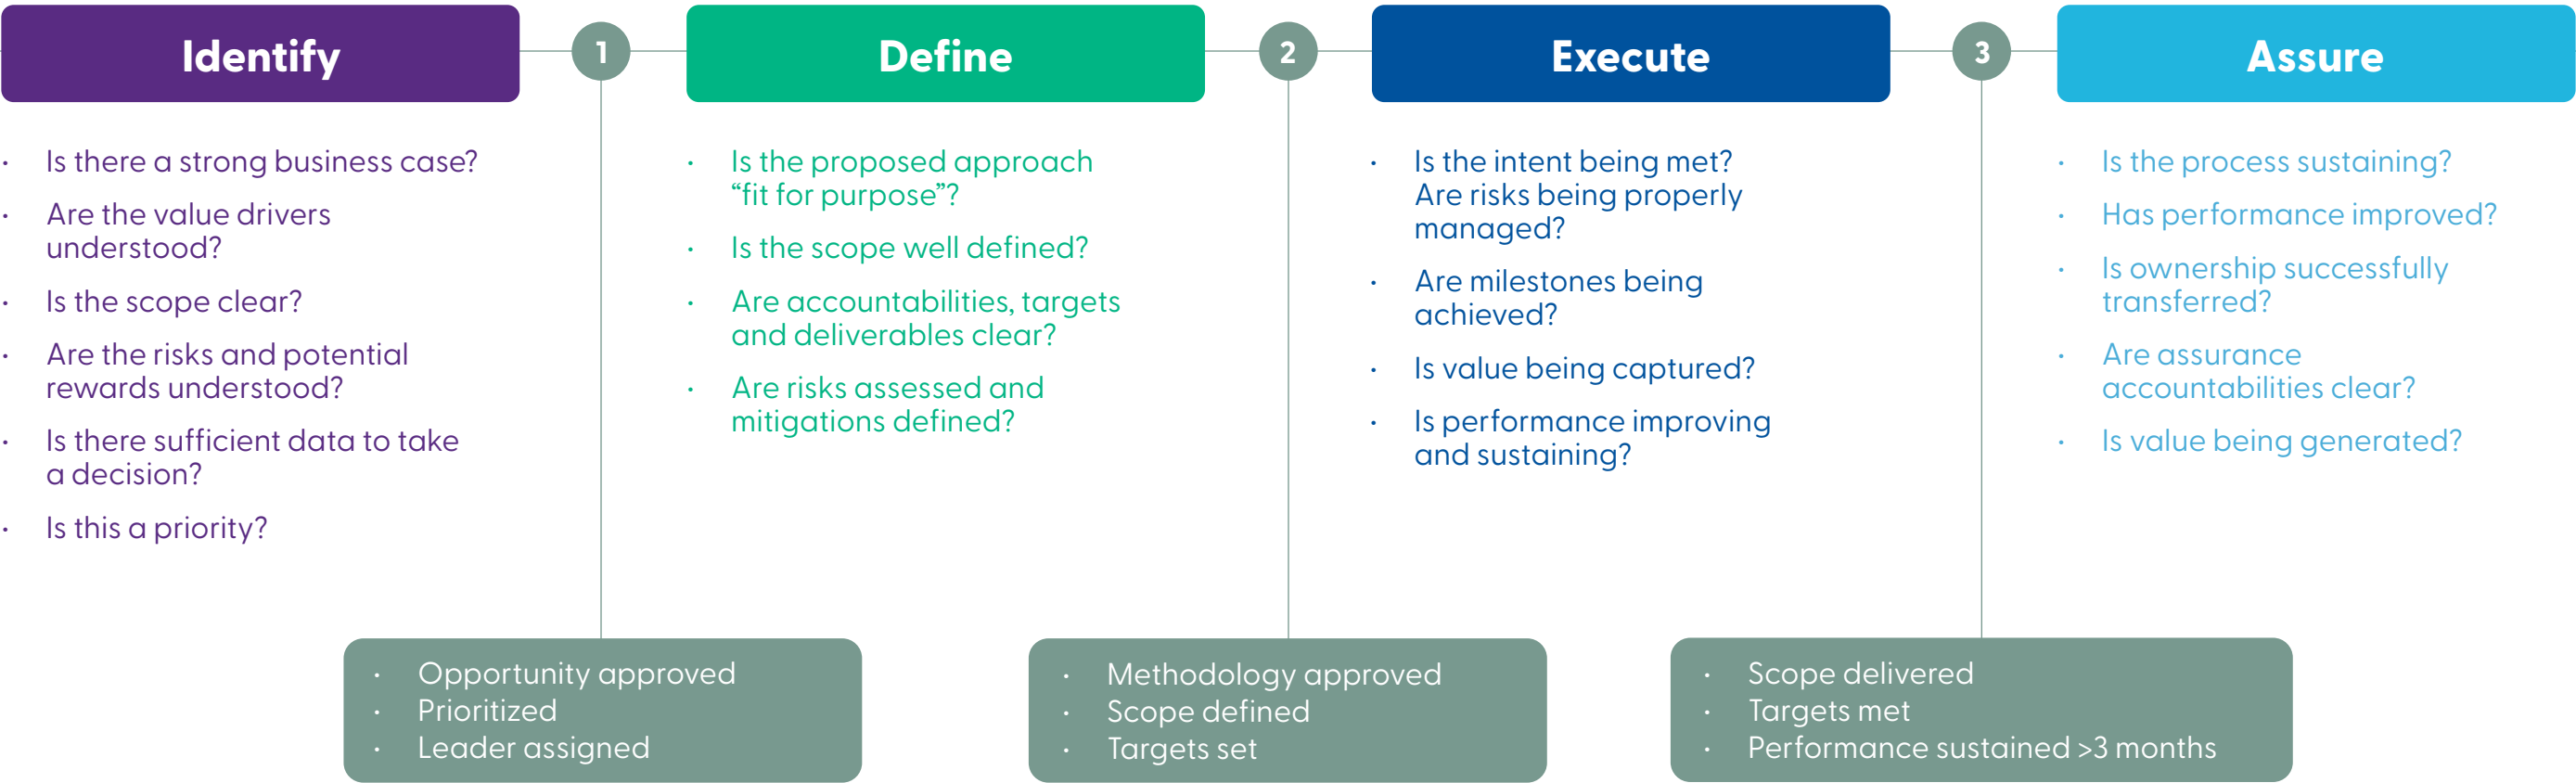 Identify
1
Define
2
Execute
3
Assure
· Is there a strong business case?
· Are the value drivers
understood?
· Is the scope clear?
· Are the risks and potential
rewards understood?
· Is there sufficient data to take
a decision?
· Is this a priority?
· Is the proposed approach
“fit for purpose”?
· Is the scope well defined?
· Are accountabilities, targets
and deliverables clear?
· Are risks assessed and
mitigations defined?
· Is the intent being met?
Are risks being properly
managed?
· Are milestones being
achieved?
· Is value being captured?
· Is performance improving
and sustaining?
· Is the process sustaining?
· Has performance improved?
· Is ownership successfully
transferred?
· Are assurance
accountabilities clear?
· Is value being generated?
· Opportunity approved
· Prioritized
· Leader assigned
· Methodology approved
· Scope defined
· Targets set
· Scope delivered
· Targets met
· Performance sustained >3 months